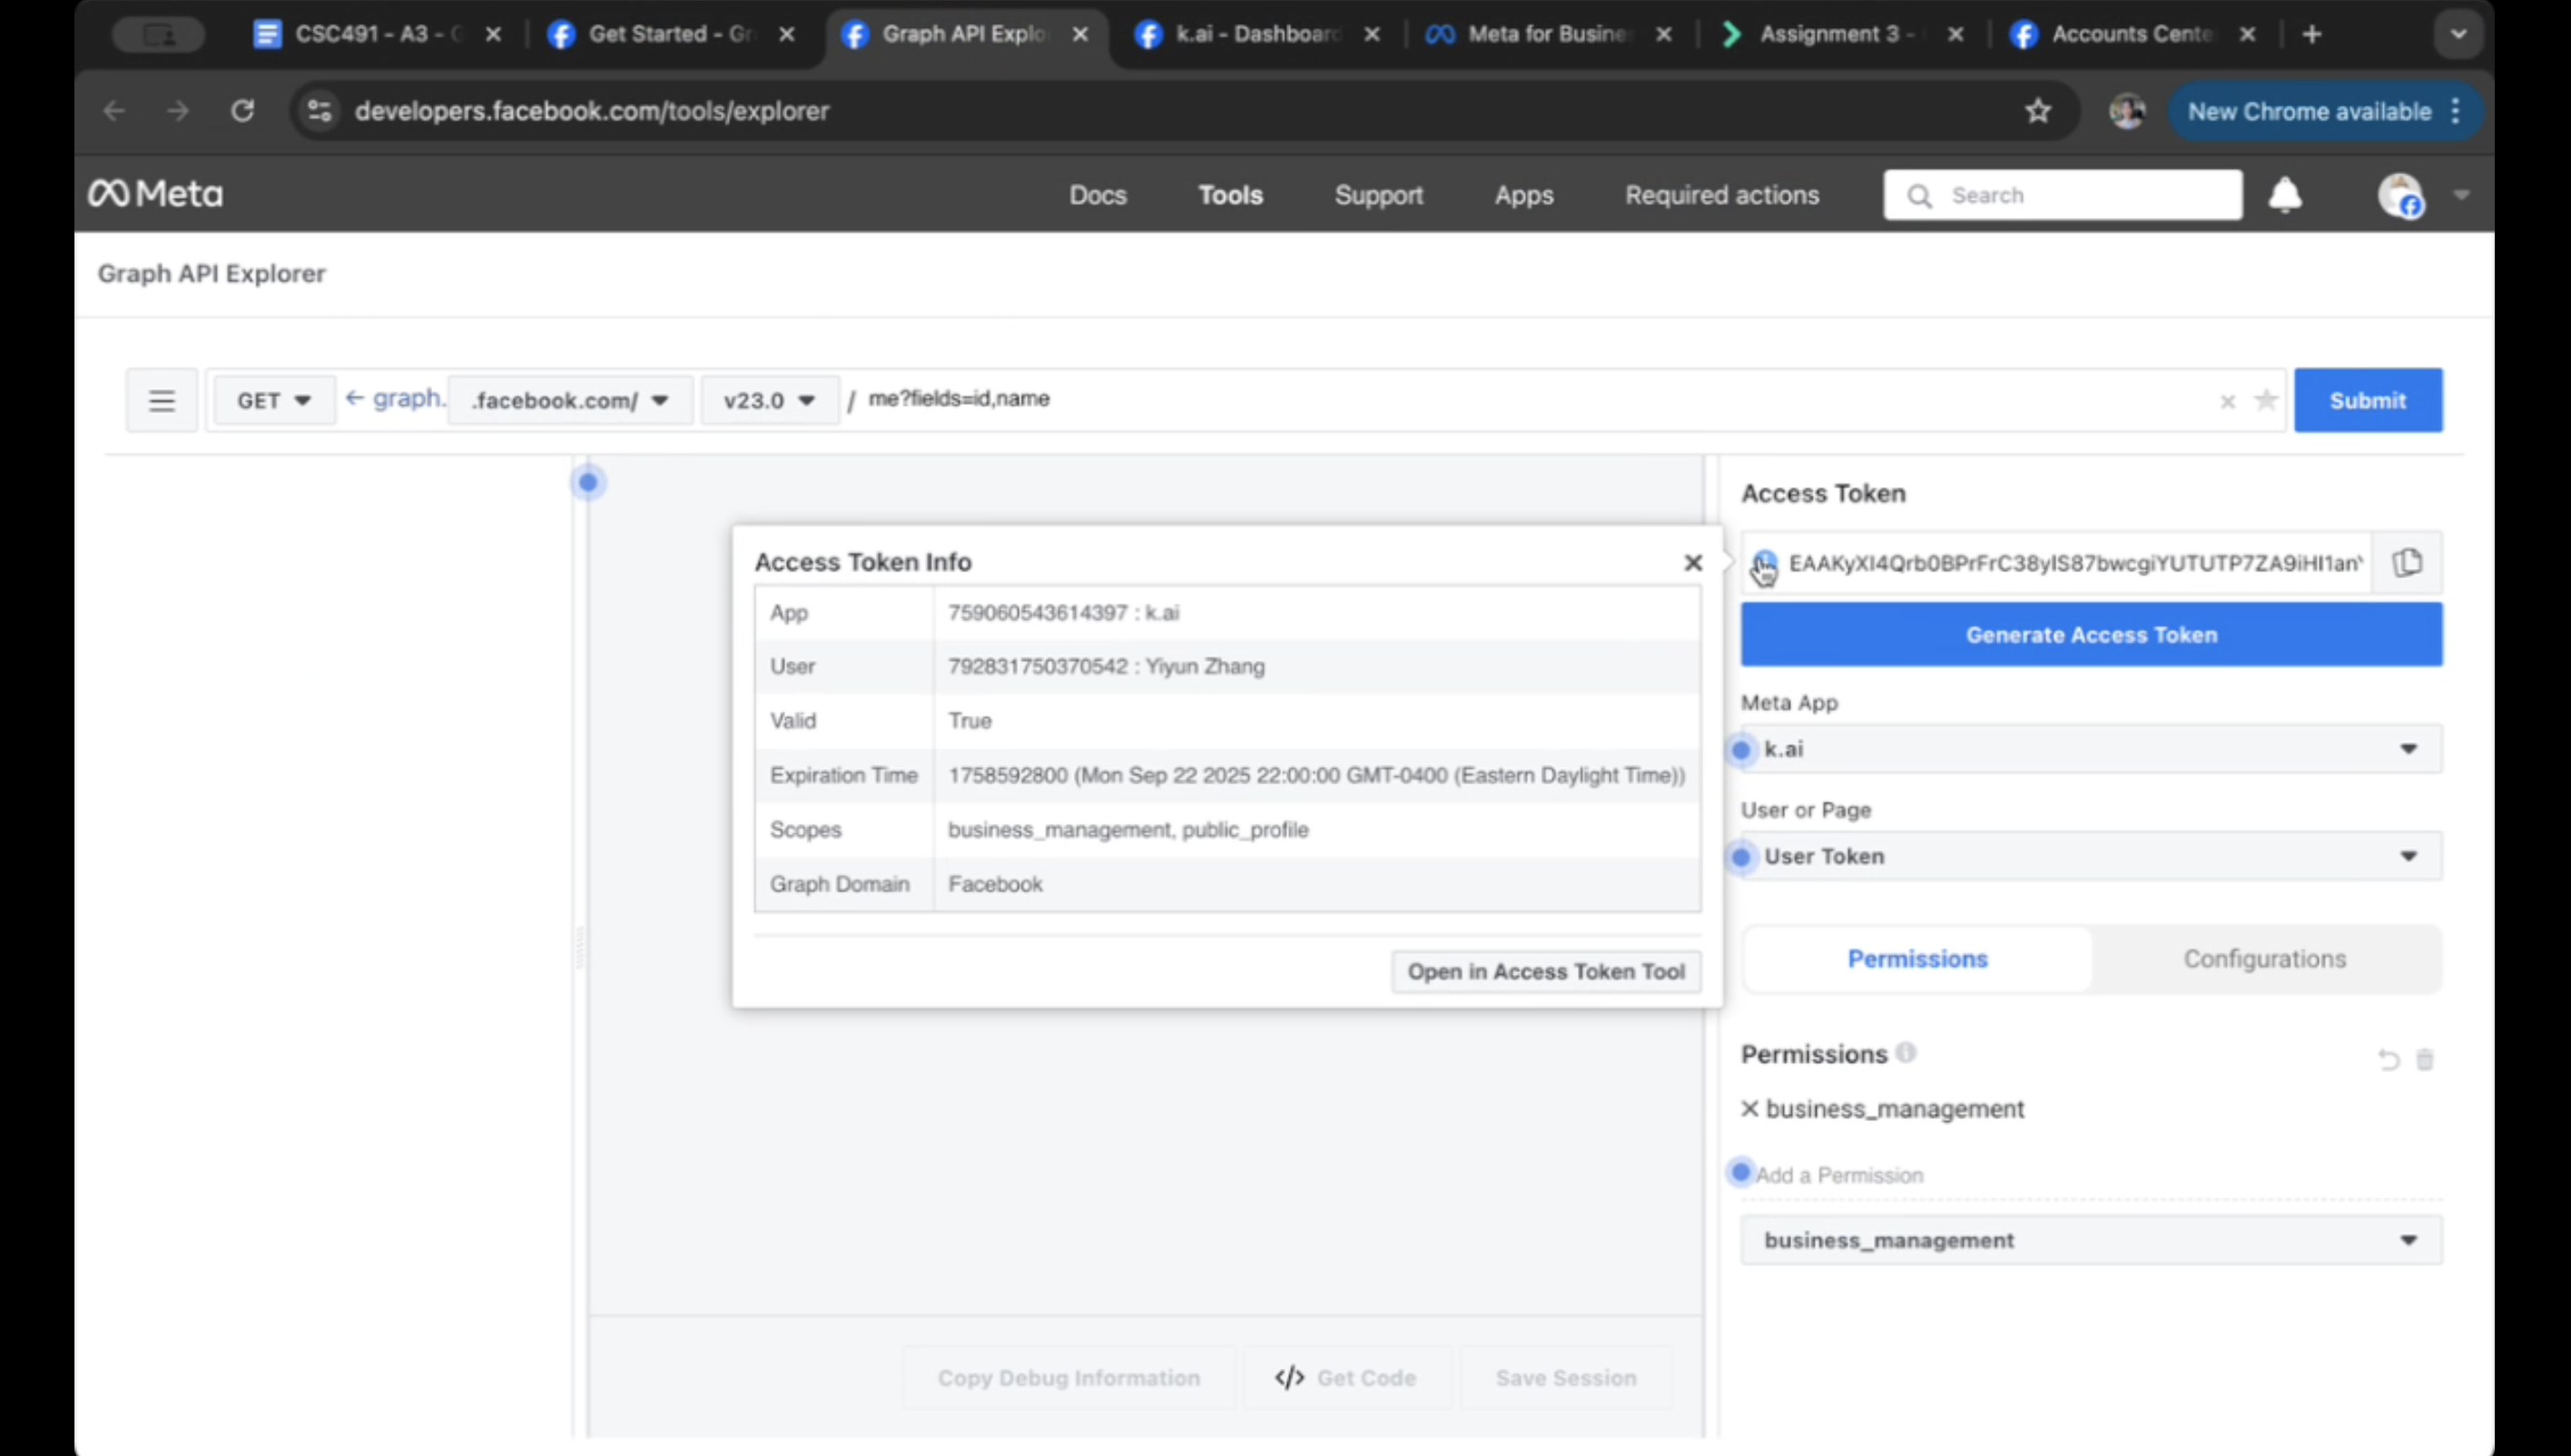 CSC491 - A3 -
Get Started - Gr
Graph API Explo
k.ai - Dashboard
Meta for Busine
Assignment 3 -
Accounts Cente
developers.facebook.com/tools/explorer
New Chrome available
Meta
Docs
Tools
Support
Apps
Required actions
Search
Graph API Explorer
GET
← graph.
.facebook.com/
v23.0
/
me?fields=id,name
Submit
Access Token
EAAKyXI4Qrb0BPrFrC38yIS87bwcgiYUTUTP7ZA9iHI1an
Generate Access Token
Access Token Info
App 759060543614397 : k.ai
User 792831750370542 : Yiyun Zhang
Valid True
Expiration Time 1758592800 (Mon Sep 22 2025 22:00:00 GMT-0400 (Eastern Daylight Time))
Scopes business_management, public_profile
Graph Domain Facebook
Open in Access Token Tool
Meta App
k.ai
User or Page
User Token
Permissions
Configurations
Permissions
business_management
Add a Permission
business_management
Copy Debug Information
</> Get Code
Save Session